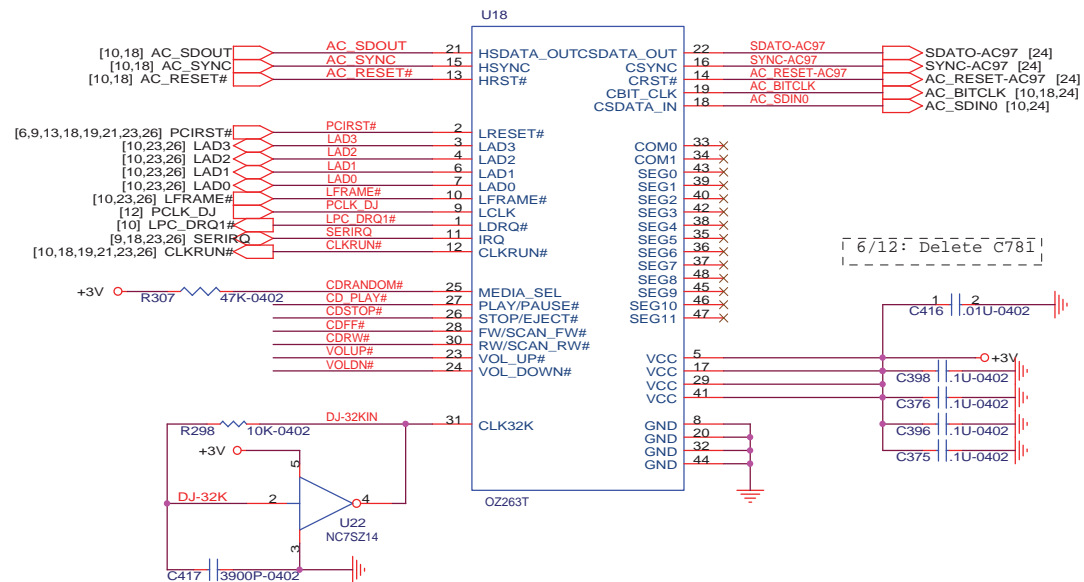 U18
[10,18] AC_SDOUT AC_SDOUT 21 HSDATA_OUT CSDATA_OUT 22 SDATO-AC97 SDATO-AC97 [24]
[10,18] AC_SYNC AC_SYNC 15 HSYNC CSYNC 16 SYNC-AC97 SYNC-AC97 [24]
[10,18] AC_RESET# AC_RESET# 13 HRST# CRST# 14 AC_RESET-AC97 AC_RESET-AC97 [24]
CBIT_CLK 19 AC_BITCLK AC_BITCLK [10,18,24]
CSDATA_IN 18 AC_SDIN0 AC_SDIN0 [10,24]
[6,9,13,18,19,21,23,26] PCIRST# PCIRST# 2 LRESET#
[10,23,26] LAD3 LAD3 3 LAD3 COM0 33
[10,23,26] LAD2 LAD2 4 LAD2 COM1 34
[10,23,26] LAD1 LAD1 6 LAD1 SEG0 43
[10,23,26] LAD0 LAD0 7 LAD0 SEG1 39
[10,23,26] LFRAME# LFRAME# 10 LFRAME# SEG2 40
[12] PCLK_DJ PCLK_DJ 9 LCLK SEG3 42
[10] LPC_DRQ1# LPC_DRQ1# 1 LDRQ# SEG4 38
[9,18,23,26] SERIRQ SERIRQ 11 IRQ SEG5 35
[10,18,19,21,23,26] CLKRUN# CLKRUN# 12 CLKRUN# SEG6 36
6/12: Delete C781
SEG7 37
SEG8 48
+3V R307 47K-0402 CDRANDOM# 25 MEDIA_SEL SEG9 45
CD_PLAY# 27 PLAY/PAUSE# SEG10 46
CDSTOP# 26 STOP/EJECT# SEG11 47
C416 1 2 .01U-0402
CDFF# 28 FW/SCAN_FW#
CDRW# 30 RW/SCAN_RW#
VOLUP# 23 VOL_UP# VCC 5 +3V
VOLDN# 24 VOL_DOWN# VCC 17 C398 .1U-0402
VCC 29
VCC 41 C376 .1U-0402
R298 10K-0402 DJ-32KIN 31 CLK32K GND 8 C396 .1U-0402
GND 20
+3V 5 GND 32 C375 .1U-0402
GND 44
DJ-32K 2 4
U22
NC7SZ14
OZ263T
3
C417 3900P-0402